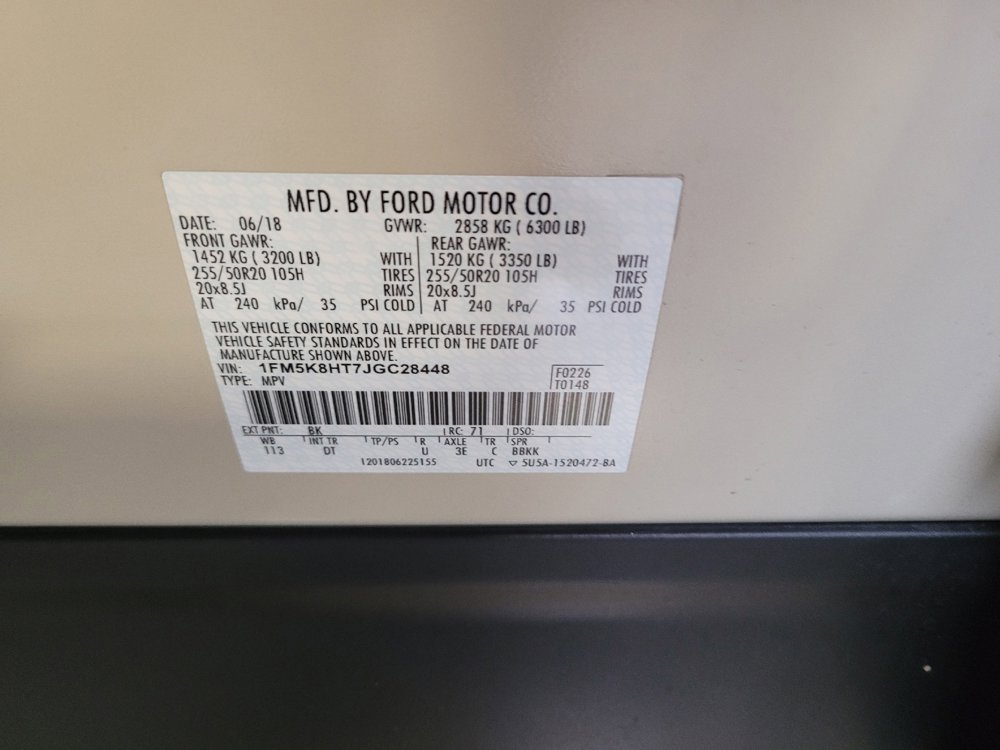 MFD. BY FORD MOTOR CO.
DATE: 06/18 GVWR: 2858 KG ( 6300 LB)
FRONT GAWR: REAR GAWR:
1452 KG ( 3200 LB) WITH 1520 KG ( 3350 LB) WITH
255/50R20 105H TIRES 255/50R20 105H TIRES
20x8.5J RIMS 20x8.5J RIMS
AT 240 kPa/ 35 PSI COLD AT 240 kPa/ 35 PSI COLD
THIS VEHICLE CONFORMS TO ALL APPLICABLE FEDERAL MOTOR
VEHICLE SAFETY STANDARDS IN EFFECT ON THE DATE OF
MANUFACTURE SHOWN ABOVE.
VIN: 1FM5K8HT7JGC28448
TYPE: MPV
F0226
T0148
EXT PNT: BK RC: 71 DSO:
WB INT TR TP/PS R AXLE TR SPR
113 DT U 3E C BBKK
1201806225155 UTC ▽ 5U5A-1520472-BA